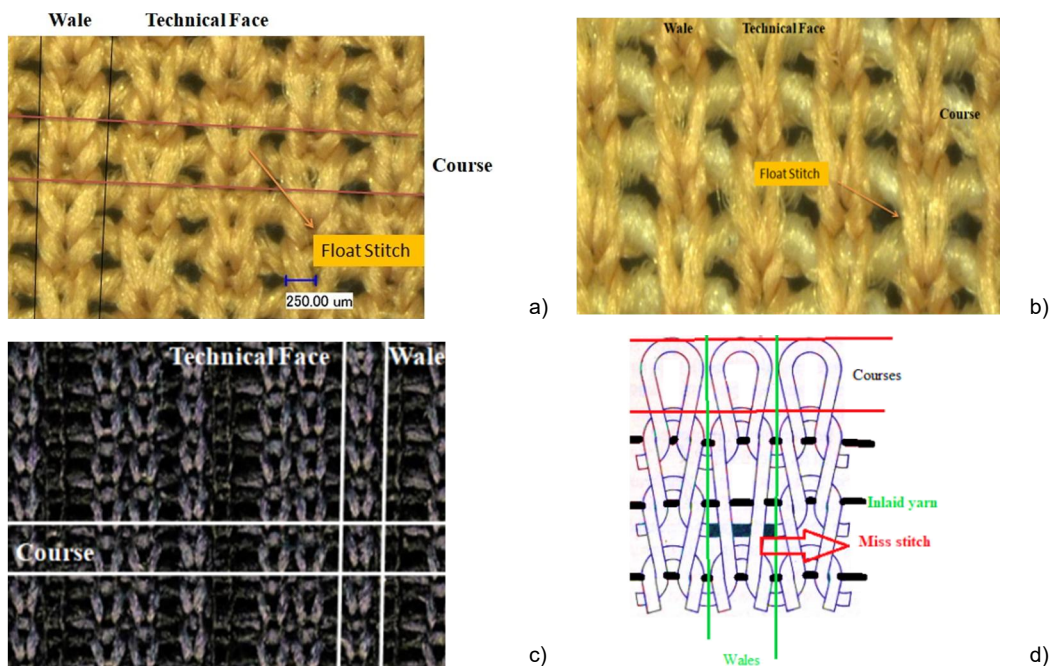 Wale Technical Face
Course
Float Stitch
250.00 um
a)
Wale Technical Face
Course
Float Stitch
b)
Technical Face Wale
Course
c)
Courses
Inlaid yarn
Miss stitch
Wales
d)